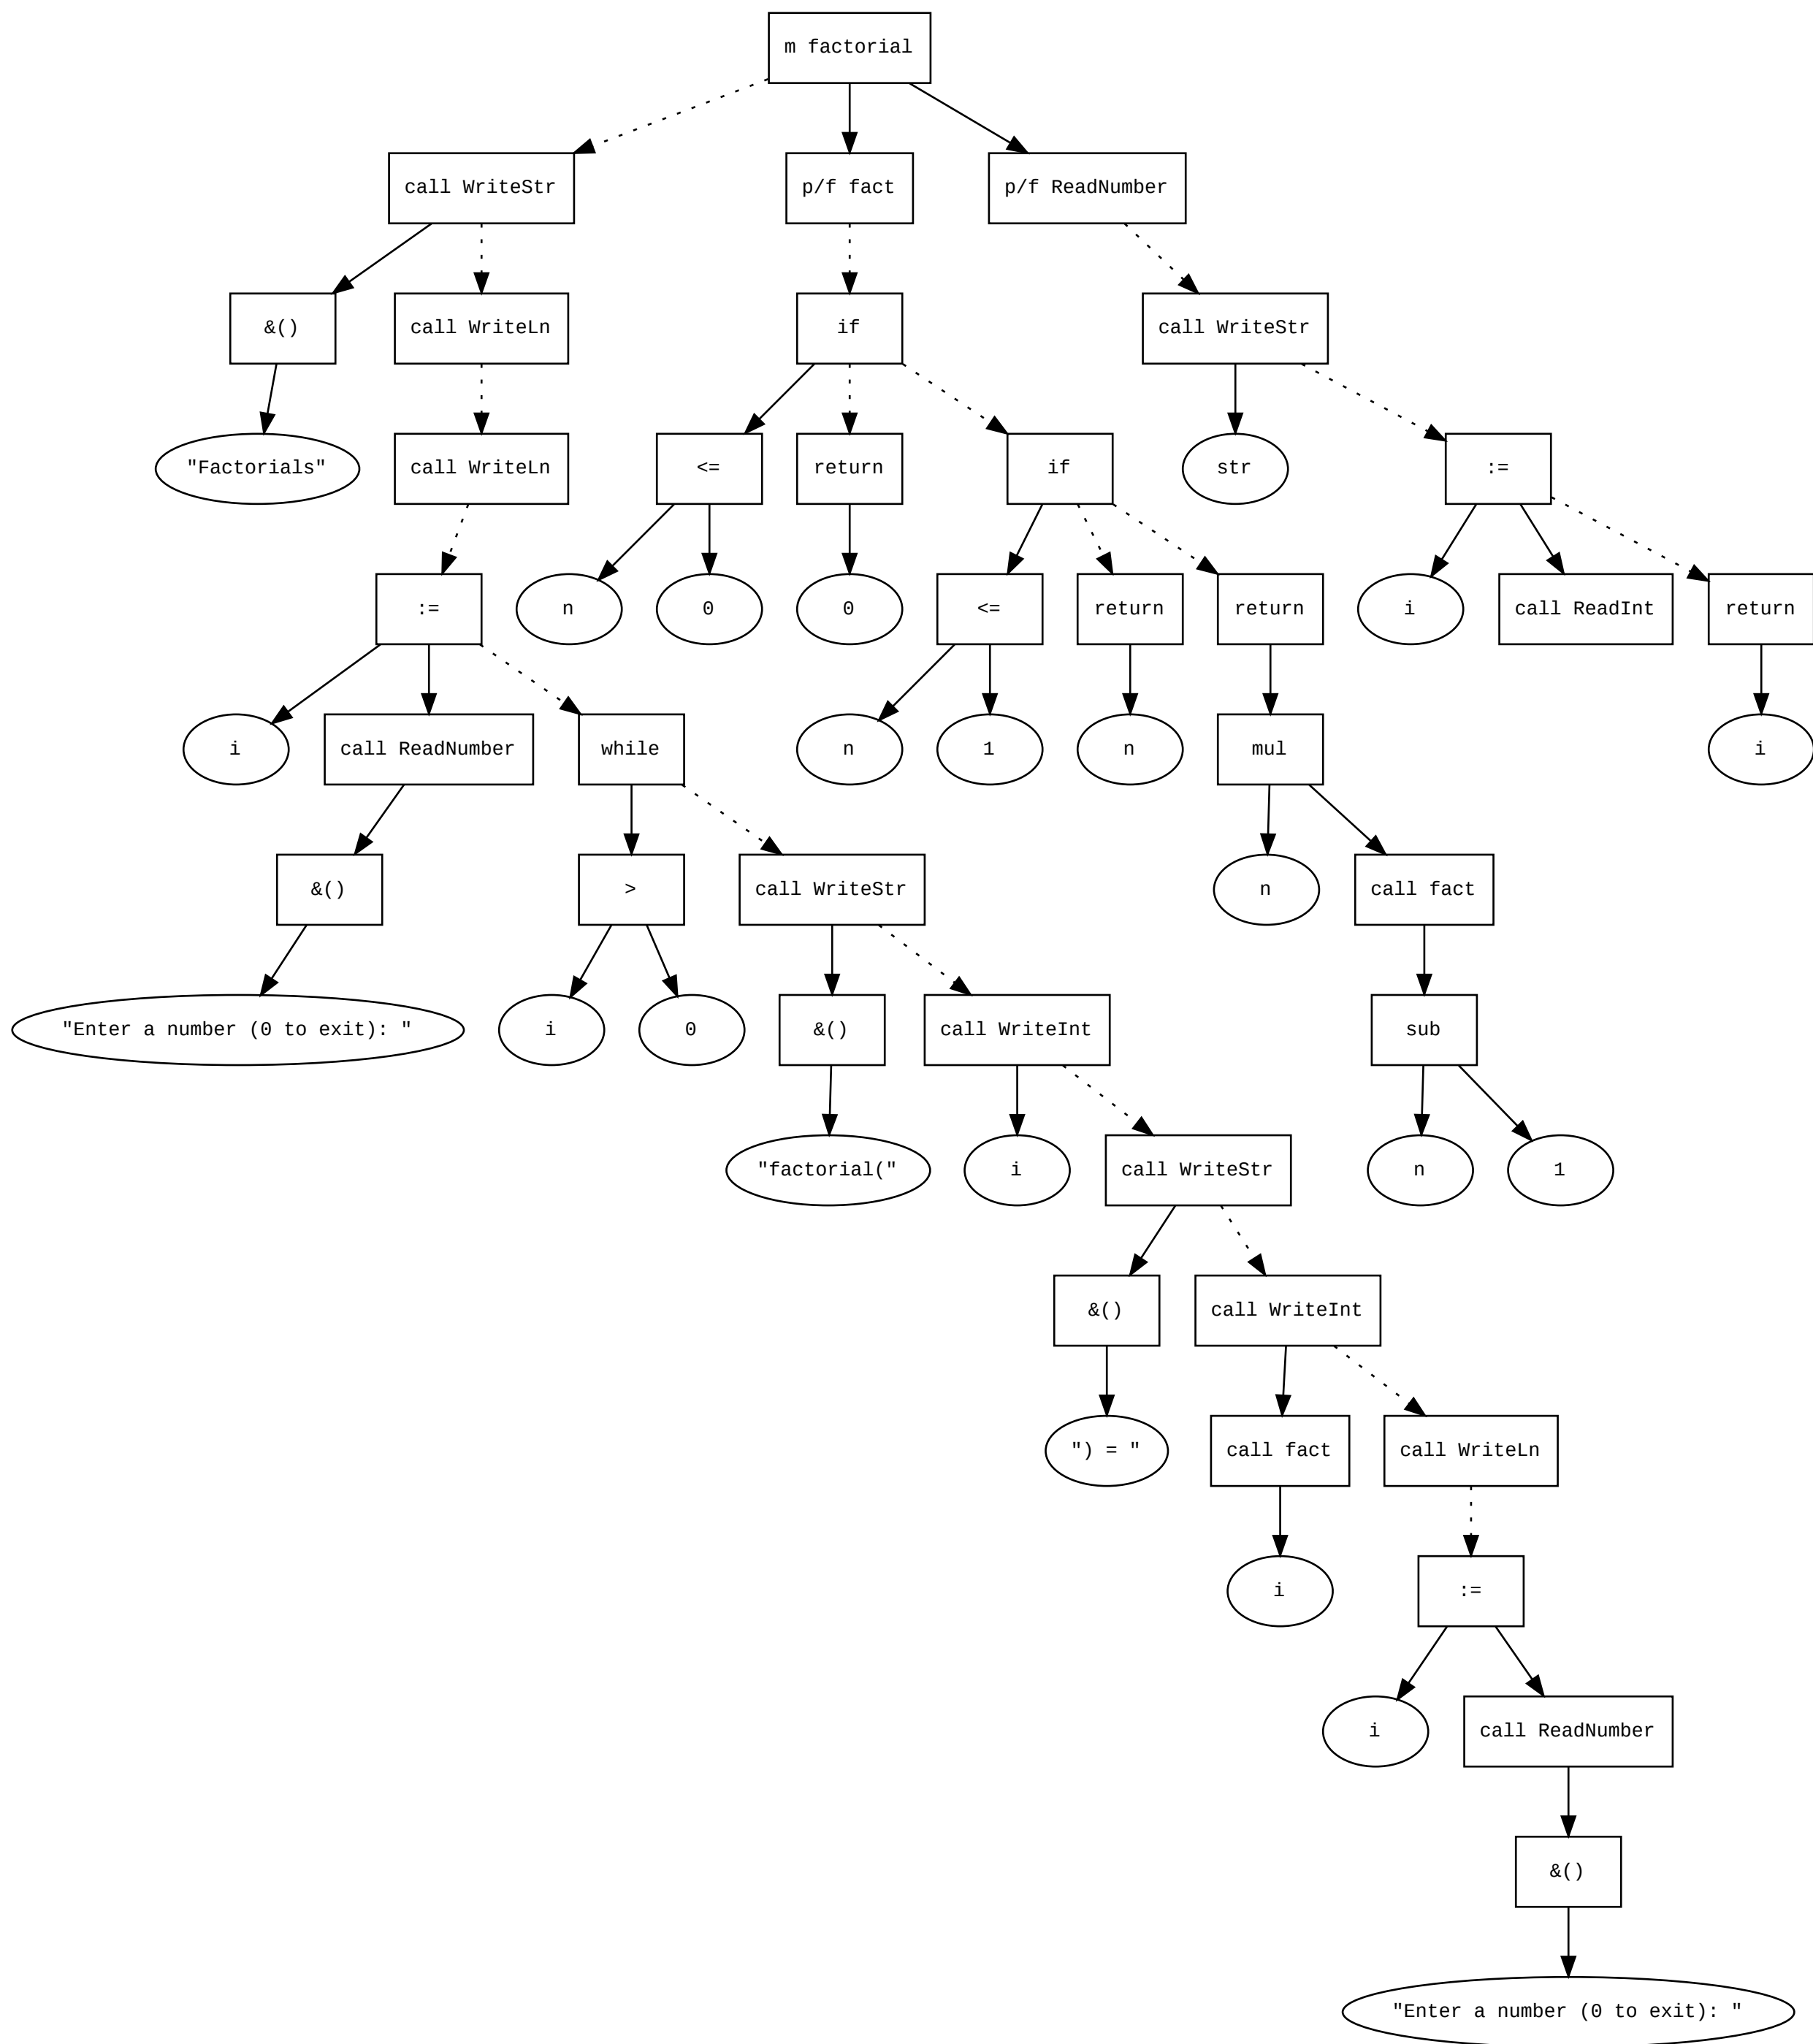 m factorial
call WriteStr
p/f fact
p/f ReadNumber
&()
call WriteLn
if
call WriteStr
"Factorials"
call WriteLn
<=
return
if
str
:=
:=
n
0
0
<=
return
return
i
call ReadInt
return
i
call ReadNumber
while
n
1
n
mul
i
&()
>
call WriteStr
n
call fact
"Enter a number (0 to exit): "
i
0
&()
call WriteInt
sub
"factorial("
i
call WriteStr
n
1
&()
call WriteInt
") = "
call fact
call WriteLn
i
:=
i
call ReadNumber
&()
"Enter a number (0 to exit): "